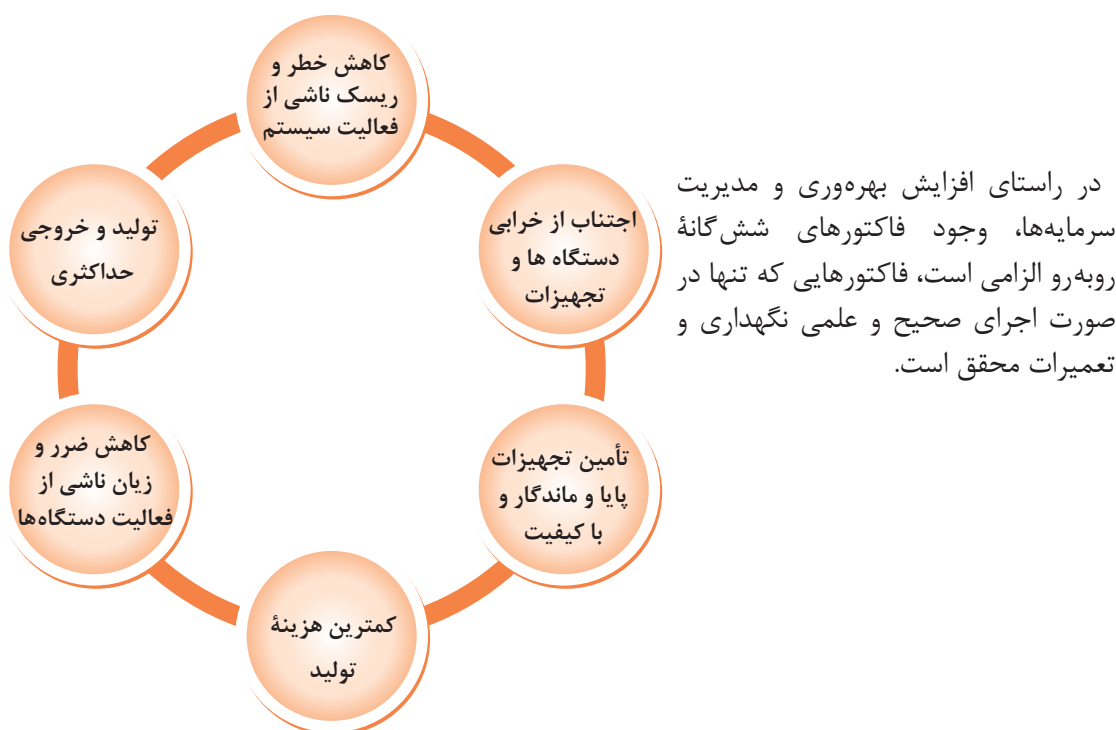 در راستای افزایش بهره‌وری و مدیریت
سرمایه‌ها، وجود فاکتورهای شش‌گانهٔ
روبه‌رو الزامی است، فاکتورهایی که تنها در
صورت اجرای صحیح و علمی نگهداری و
تعمیرات محقق است.
کاهش خطر و
ریسک ناشی از
فعالیت سیستم
اجتناب از خرابی
دستگاه ها و
تجهیزات
تأمین تجهیزات
پایا و ماندگار و
با کیفیت
کمترین هزینهٔ
تولید
کاهش ضرر و
زیان ناشی از
فعالیت دستگاه‌ها
تولید و خروجی
حداکثری